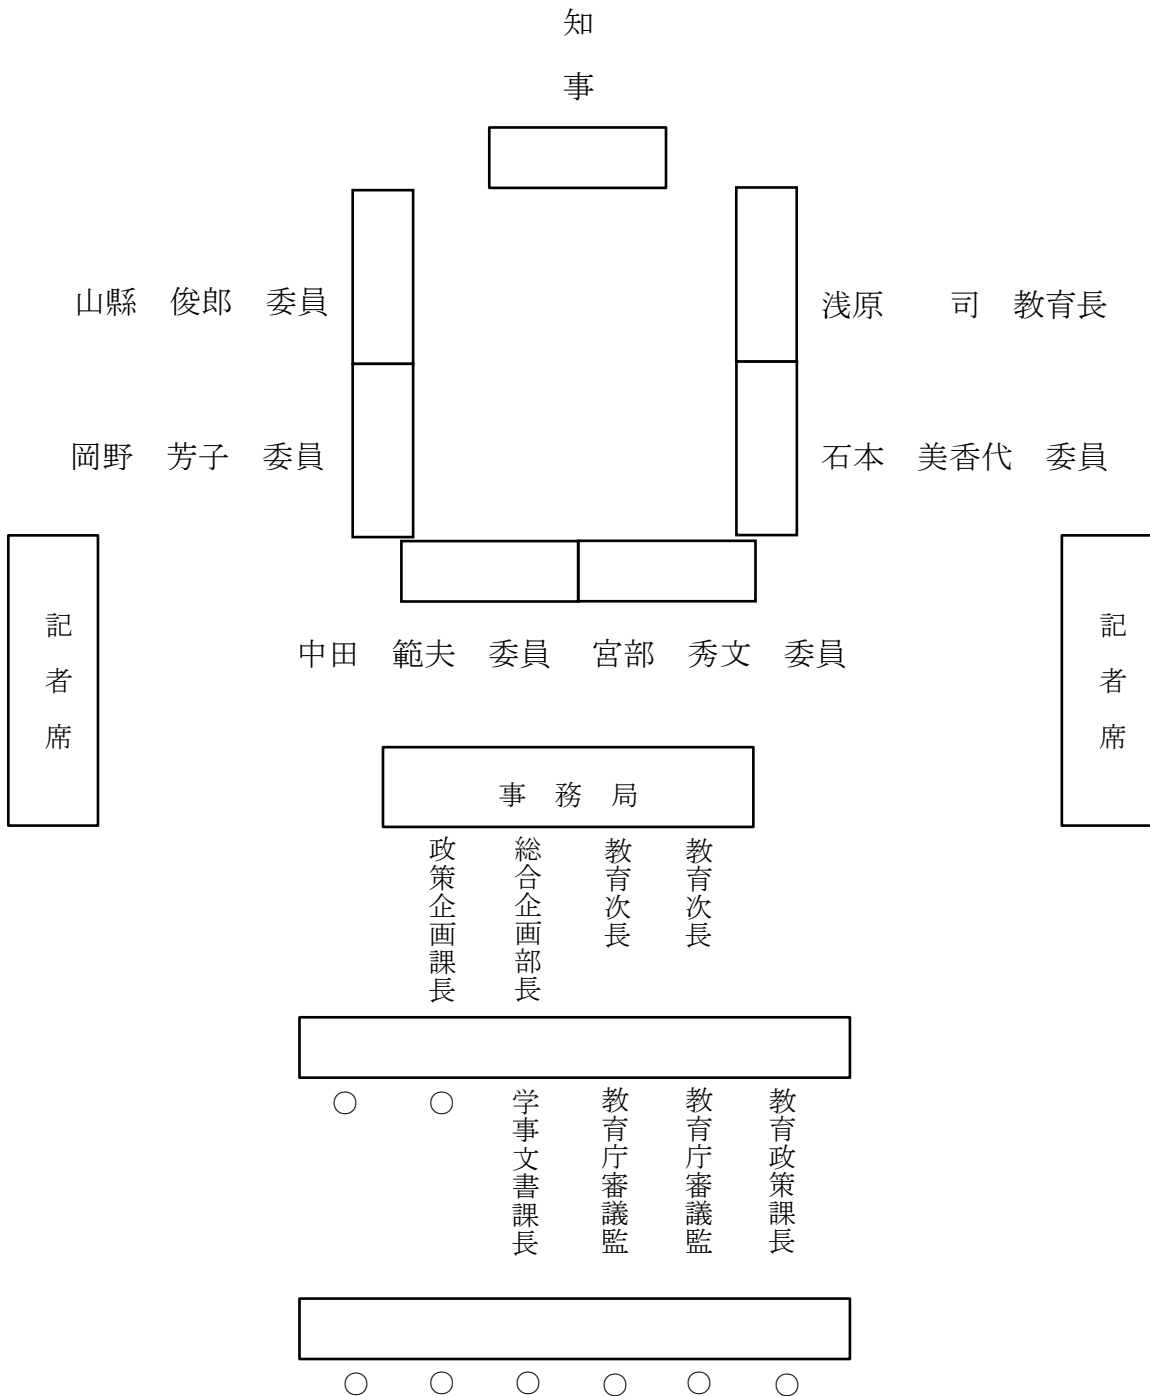 知事
山縣　俊郎　委員
浅原　　司　教育長
岡野　芳子　委員
石本　美香代　委員
記者席
記者席
中田　範夫　委員
宮部　秀文　委員
事　務　局
政策企画課長
総合企画部長
教育次長
教育次長
○
○
学事文書課長
教育庁審議監
教育庁審議監
教育政策課長
○
○
○
○
○
○